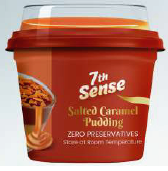 7th
Sense
Salted Caramel
Pudding
ZERO PRESERVATIVES
Store at Room Temperature